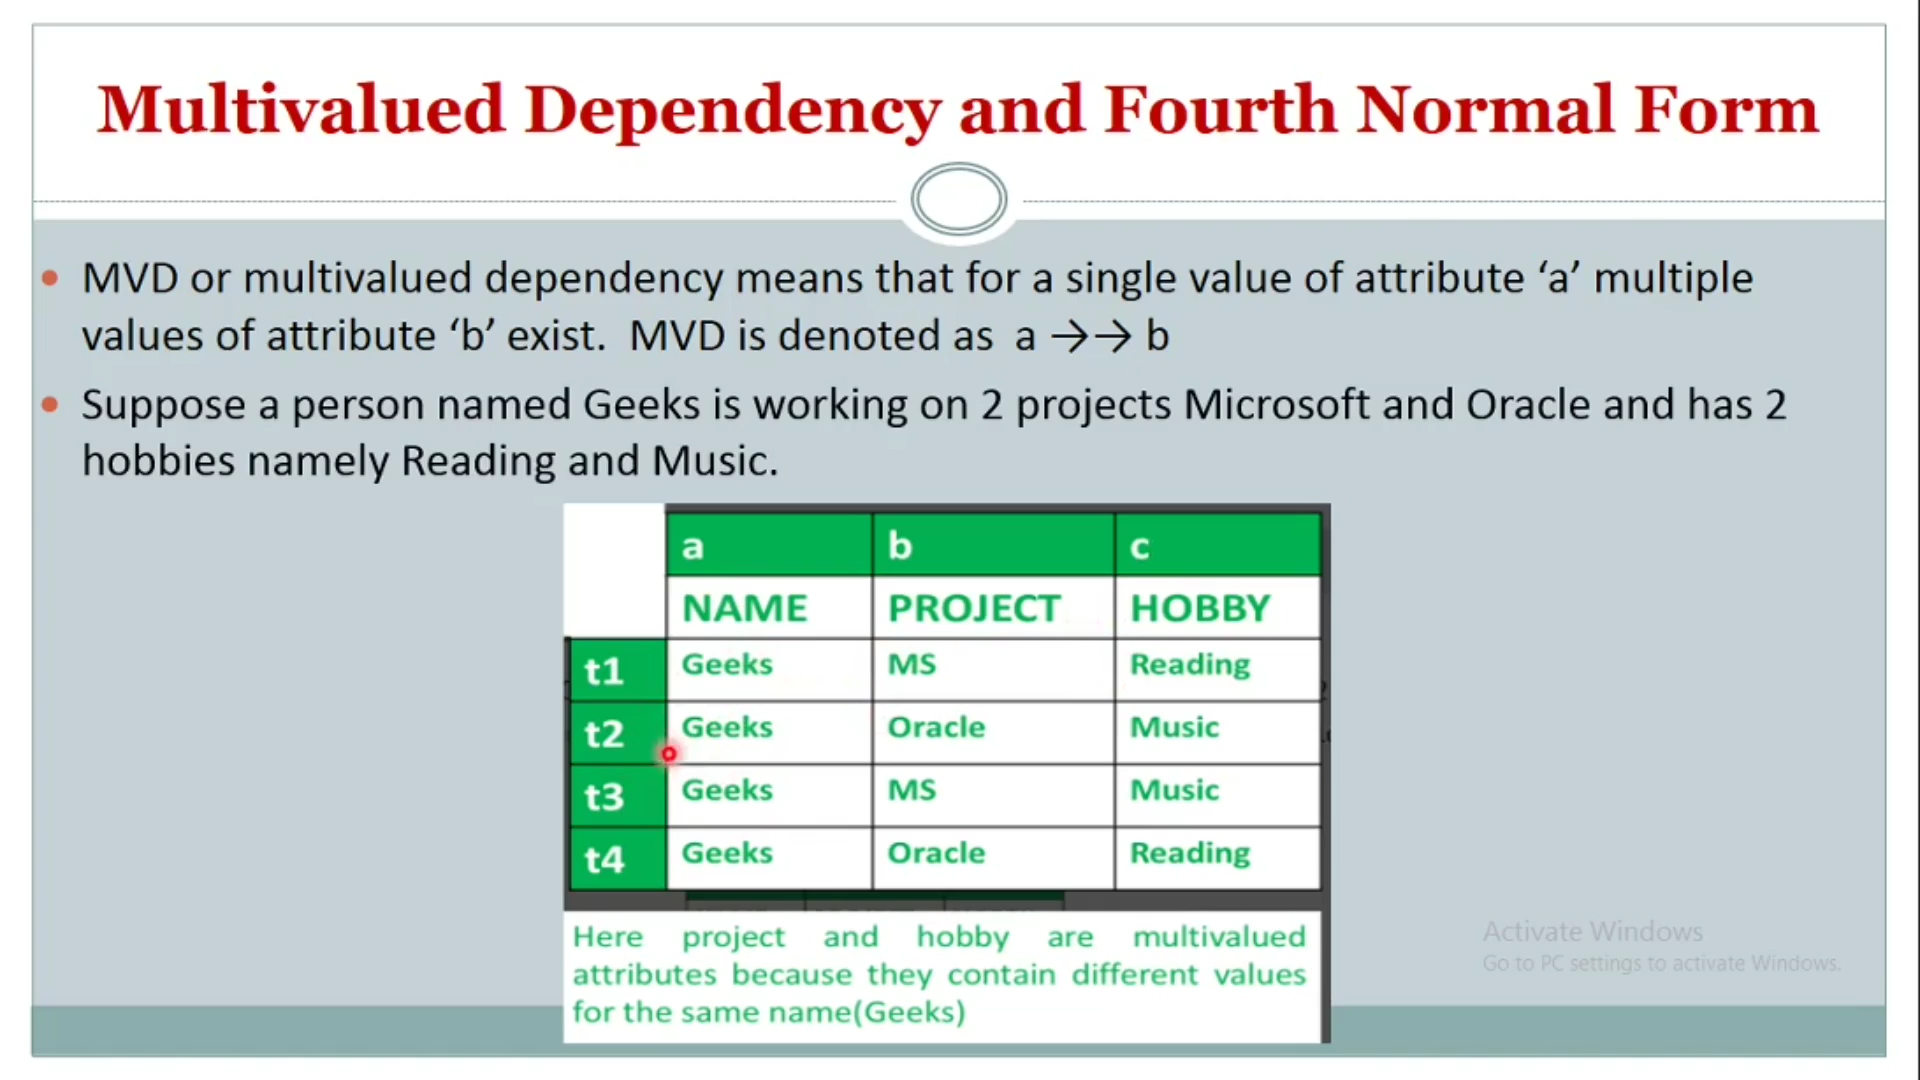 Multivalued Dependency and Fourth Normal Form
• MVD or multivalued dependency means that for a single value of attribute ‘a’ multiple
values of attribute ‘b’ exist. MVD is denoted as a →→ b
• Suppose a person named Geeks is working on 2 projects Microsoft and Oracle and has 2
hobbies namely Reading and Music.
a b c
NAME PROJECT HOBBY
t1 Geeks MS Reading
t2 Geeks Oracle Music
t3 Geeks MS Music
t4 Geeks Oracle Reading
Here project and hobby are multivalued
attributes because they contain different values
for the same name(Geeks)
Activate Windows
Go to PC settings to activate Windows.